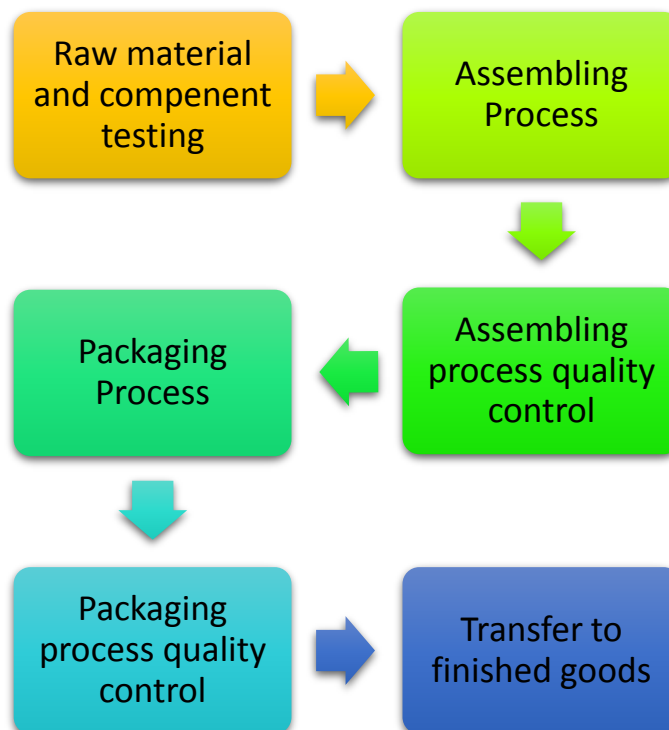 Raw material
and compenent
testing
Assembling
Process
Assembling
process quality
control
Packaging
Process
Packaging
process quality
control
Transfer to
finished goods